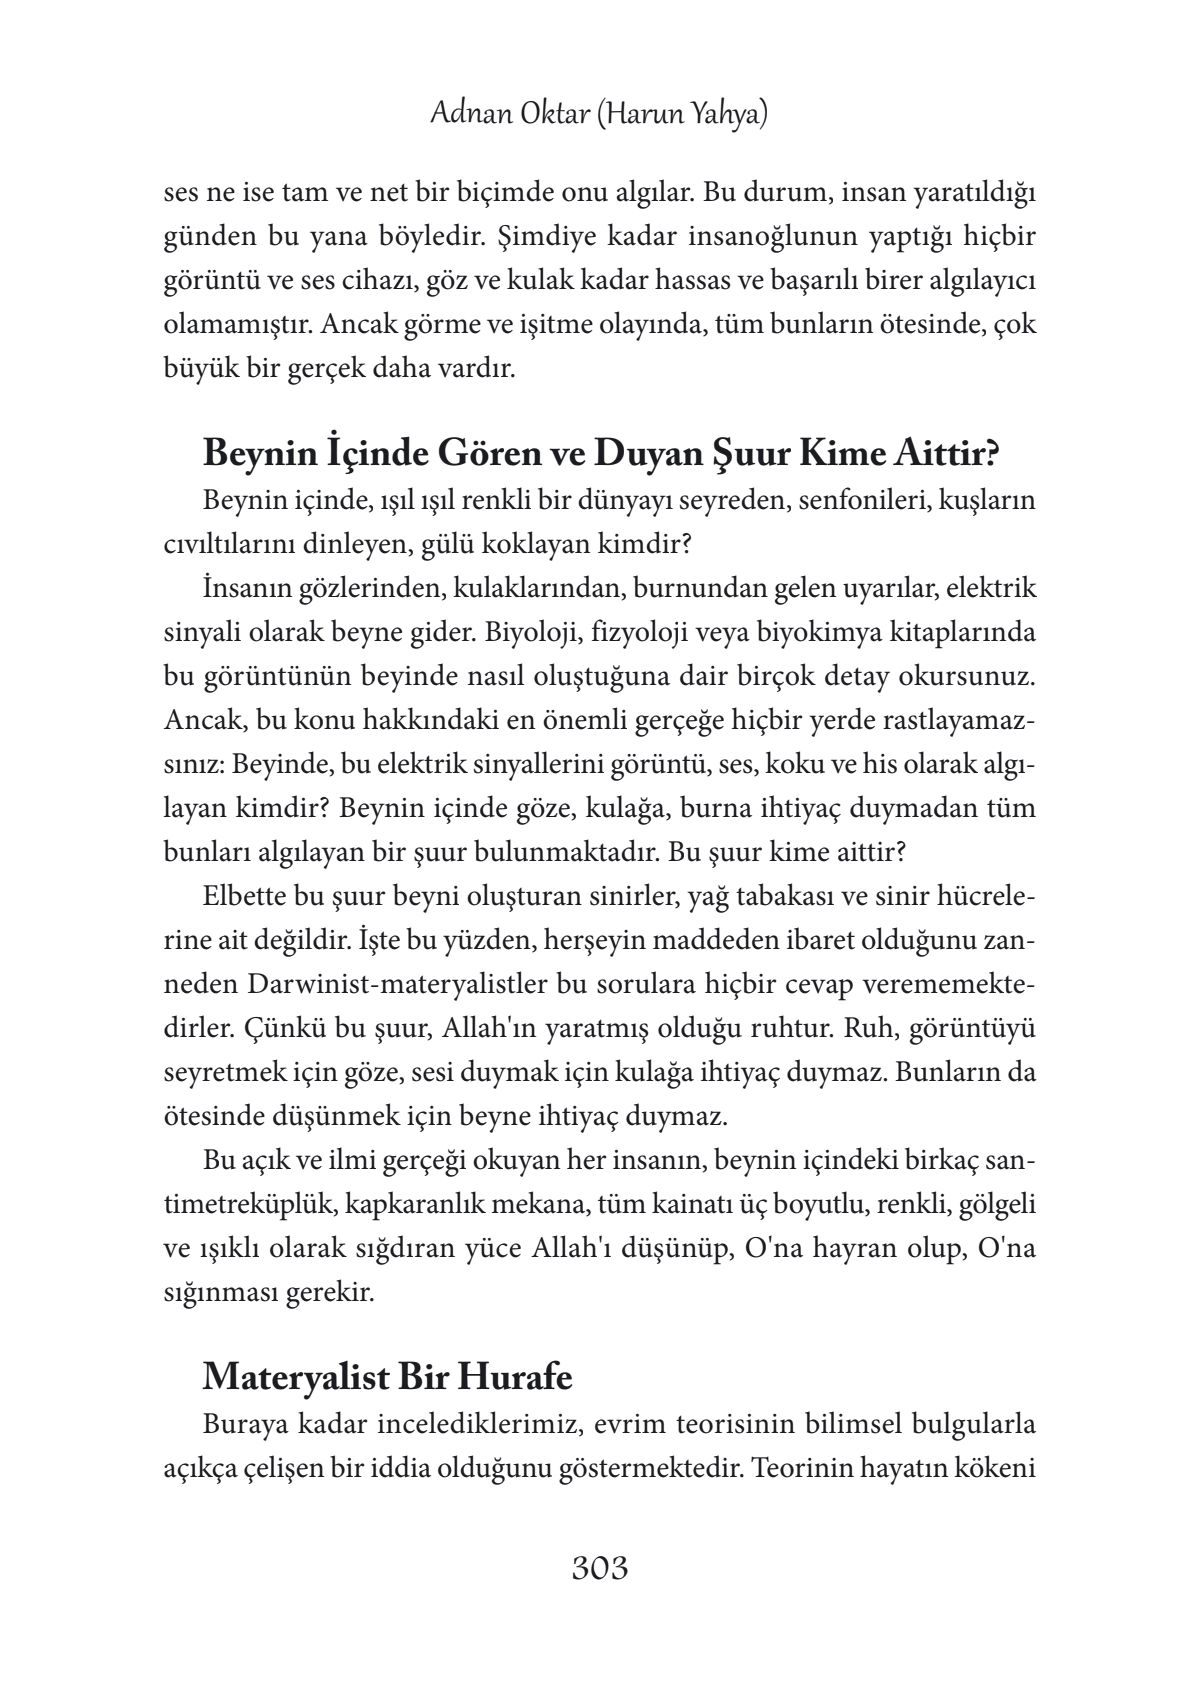 Adnan Oktar (Harun Yahya)
ses ne ise tam ve net bir biçimde onu algılar. Bu durum, insan yaratıldığı
günden bu yana böyledir. Şimdiye kadar insanoğlunun yaptığı hiçbir
görüntü ve ses cihazı, göz ve kulak kadar hassas ve başarılı birer algılayıcı
olamamıştır. Ancak görme ve işitme olayında, tüm bunların ötesinde, çok
büyük bir gerçek daha vardır.
Beynin İçinde Gören ve Duyan Şuur Kime Aittir?
Beynin içinde, ışıl ışıl renkli bir dünyayı seyreden, senfonileri, kuşların
cıvıltılarını dinleyen, gülü koklayan kimdir?
İnsanın gözlerinden, kulaklarından, burnundan gelen uyarılar, elektrik
sinyali olarak beyne gider. Biyoloji, fizyoloji veya biyokimya kitaplarında
bu görüntünün beyinde nasıl oluştuğuna dair birçok detay okursunuz.
Ancak, bu konu hakkındaki en önemli gerçeğe hiçbir yerde rastlayamaz-
sınız: Beyinde, bu elektrik sinyallerini görüntü, ses, koku ve his olarak algı-
layan kimdir? Beynin içinde göze, kulağa, burna ihtiyaç duymadan tüm
bunları algılayan bir şuur bulunmaktadır. Bu şuur kime aittir?
Elbette bu şuur beyni oluşturan sinirler, yağ tabakası ve sinir hücrele-
rine ait değildir. İşte bu yüzden, herşeyin maddeden ibaret olduğunu zan-
neden Darwinist-materyalistler bu sorulara hiçbir cevap verememekte-
dirler. Çünkü bu şuur, Allah'ın yaratmış olduğu ruhtur. Ruh, görüntüyü
seyretmek için göze, sesi duymak için kulağa ihtiyaç duymaz. Bunların da
ötesinde düşünmek için beyne ihtiyaç duymaz.
Bu açık ve ilmi gerçeği okuyan her insanın, beynin içindeki birkaç san-
timetreküplük, kapkaranlık mekana, tüm kainatı üç boyutlu, renkli, gölgeli
ve ışıklı olarak sığdıran yüce Allah'ı düşünüp, O'na hayran olup, O'na
sığınması gerekir.
Materyalist Bir Hurafe
Buraya kadar incelediklerimiz, evrim teorisinin bilimsel bulgularla
açıkça çelişen bir iddia olduğunu göstermektedir. Teorinin hayatın kökeni
303